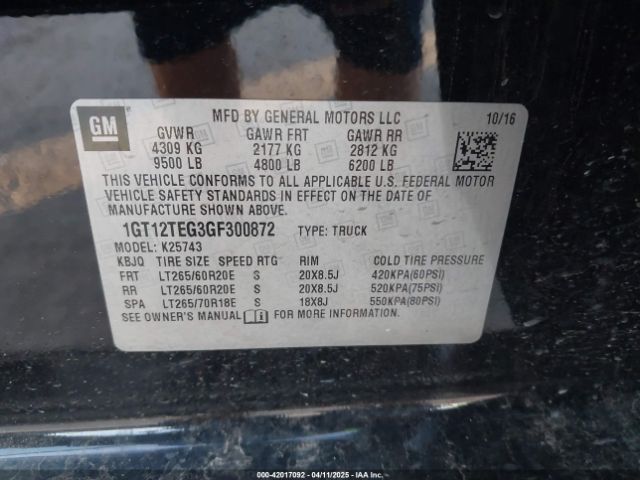 GM
MFD BY GENERAL MOTORS LLC
10/16
GVWR GAWR FRT GAWR RR
4309 KG 2177 KG 2812 KG
9500 LB 4800 LB 6200 LB
THIS VEHICLE CONFORMS TO ALL APPLICABLE U.S. FEDERAL MOTOR
VEHICLE SAFETY STANDARDS IN EFFECT ON THE DATE OF
MANUFACTURE SHOWN ABOVE.
1GT12TEG3GF300872 TYPE: TRUCK
MODEL: K25743
KBJQ TIRE SIZE SPEED RTG RIM COLD TIRE PRESSURE
FRT LT265/60R20E S 20X8.5J 420KPA(60PSI)
RR LT265/60R20E S 20X8.5J 520KPA(75PSI)
SPA LT265/70R18E S 18X8J 550KPA(80PSI)
SEE OWNER'S MANUAL FOR MORE INFORMATION.
000-42017092 - 04/11/2025 - IAAI.COM